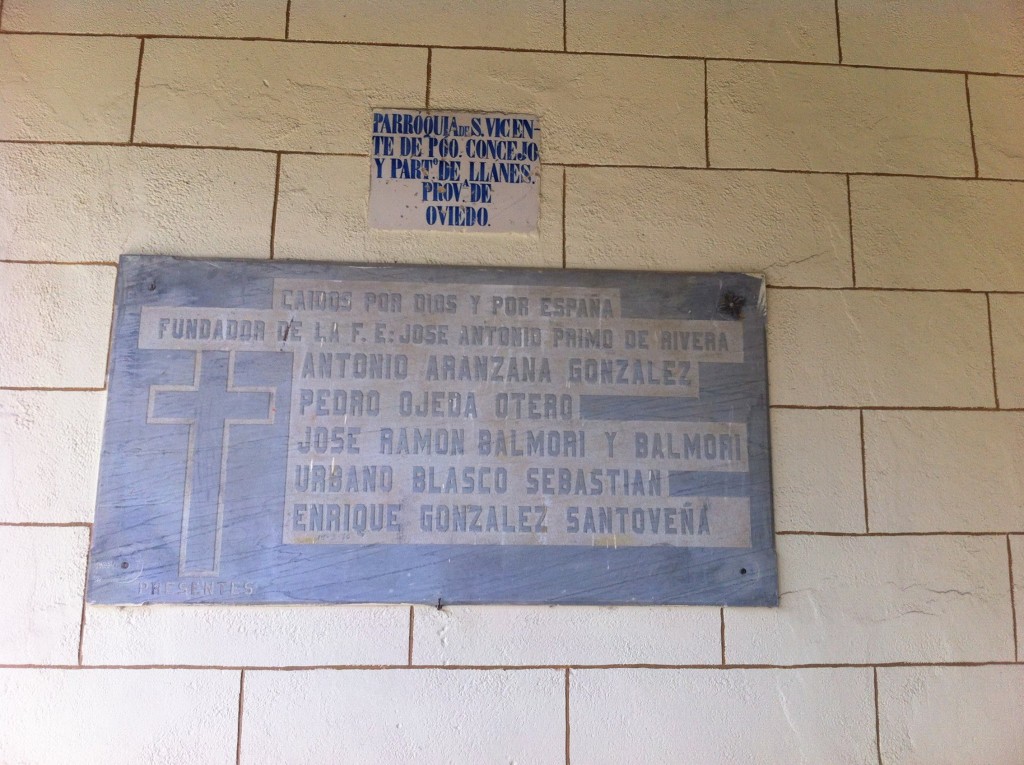 PARROQUIA DE S. VICEN-
TE DE PGO. CONCEJO
Y PART.º DE LLANES.
PROV.ª DE
OVIEDO.
CAIDOS POR DIOS Y POR ESPAÑA
FUNDADOR DE LA F. E: JOSE ANTONIO PRIMO DE RIVERA
ANTONIO ARANZANA GONZALEZ
PEDRO OJEDA OTERO
JOSE RAMON BALMORI Y BALMORI
URBANO BLASCO SEBASTIAN
ENRIQUE GONZALEZ SANTOVEÑA
PRESENTES